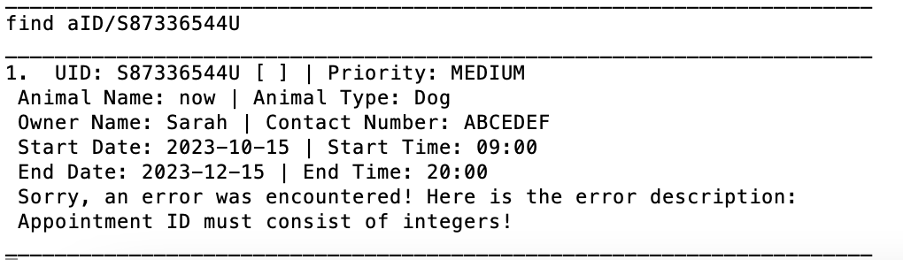 find aID/S87336544U
1.  UID: S87336544U [ ] | Priority: MEDIUM
Animal Name: now | Animal Type: Dog
Owner Name: Sarah | Contact Number: ABCEDEF
Start Date: 2023-10-15 | Start Time: 09:00
End Date: 2023-12-15 | End Time: 20:00
Sorry, an error was encountered! Here is the error description:
Appointment ID must consist of integers!